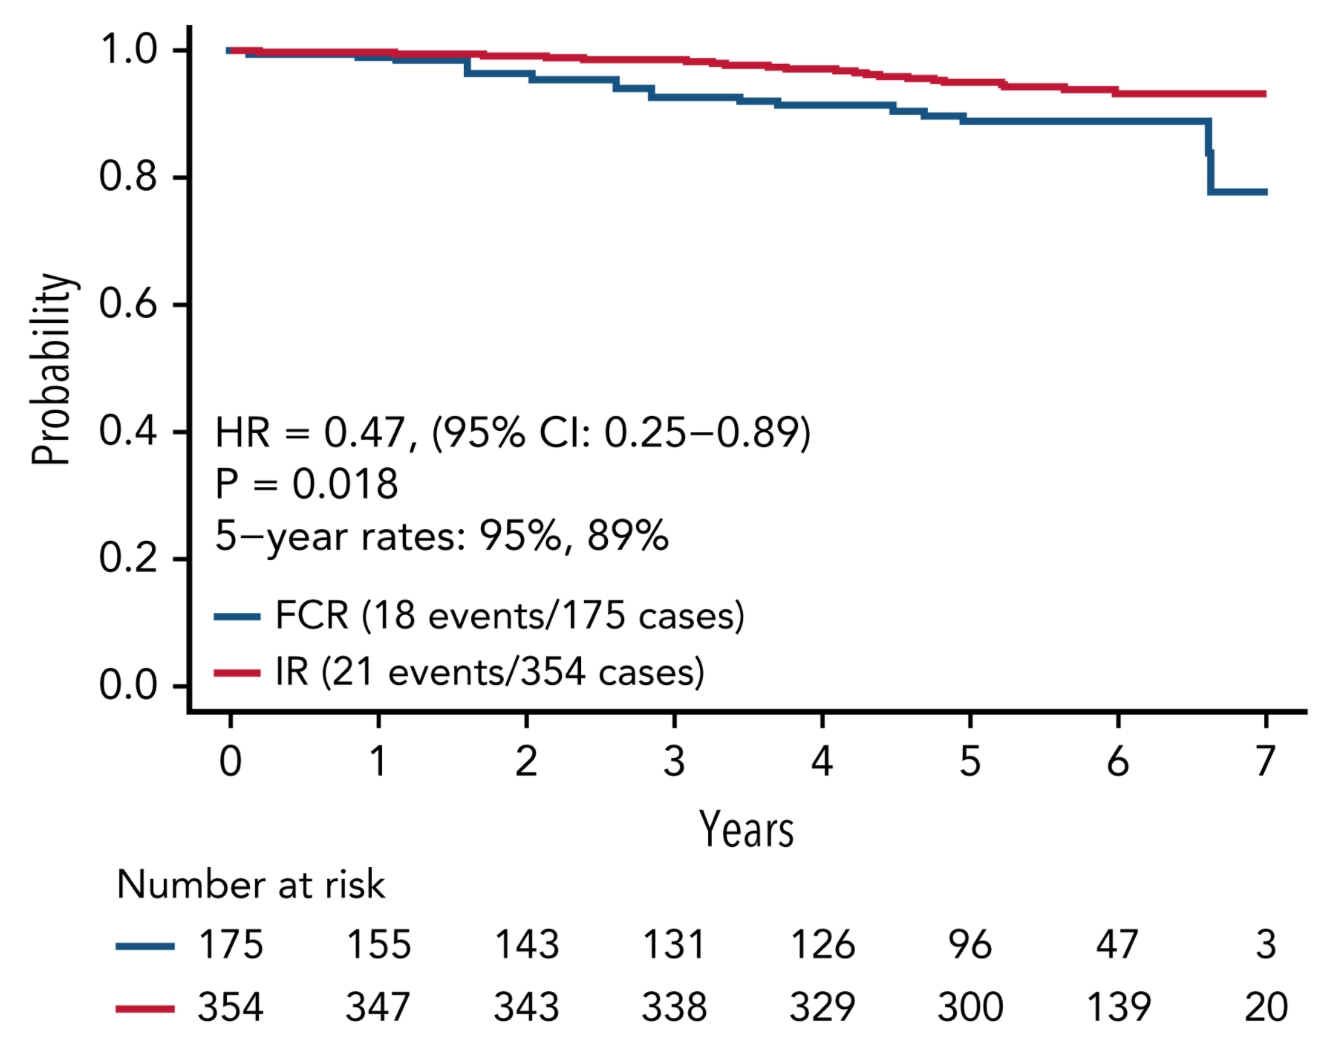 1.0
0.8
0.6
0.4
0.2
0.0
Probability
HR = 0.47, (95% CI: 0.25–0.89)
P = 0.018
5–year rates: 95%, 89%
FCR (18 events/175 cases)
IR (21 events/354 cases)
0 1 2 3 4 5 6 7
Years
Number at risk
175 155 143 131 126 96 47 3
354 347 343 338 329 300 139 20